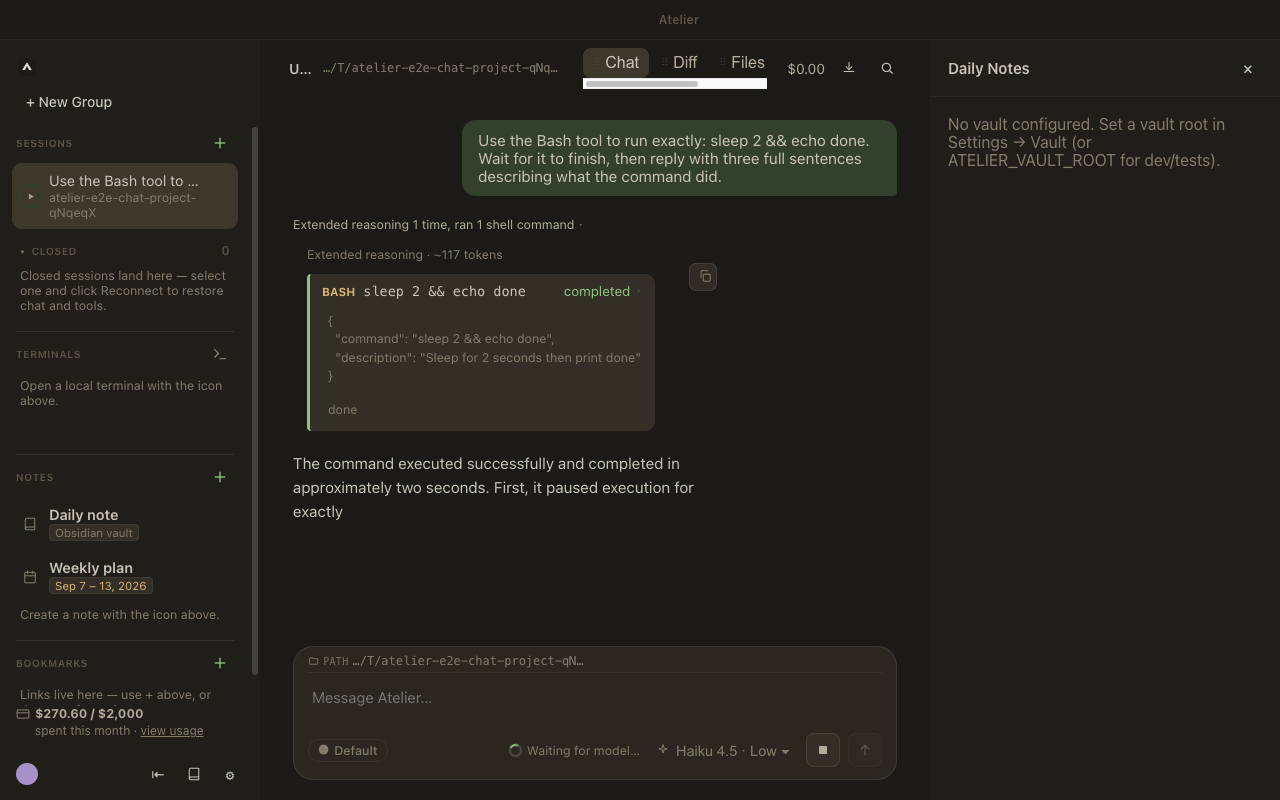 Atelier
+ New Group
SESSIONS
Use the Bash tool to ...
atelier-e2e-chat-project-
qNqeqX
CLOSED 0
Closed sessions land here — select
one and click Reconnect to restore
chat and tools.
TERMINALS
Open a local terminal with the icon
above.
NOTES
Daily note
Obsidian vault
Weekly plan
Sep 7 – 13, 2026
Create a note with the icon above.
BOOKMARKS
Links live here — use + above, or
$270.60 / $2,000
spent this month · view usage
U... …/T/atelier-e2e-chat-project-qNq…
Chat Diff Files
$0.00
Use the Bash tool to run exactly: sleep 2 && echo done.
Wait for it to finish, then reply with three full sentences
describing what the command did.
Extended reasoning 1 time, ran 1 shell command
Extended reasoning · ~117 tokens
BASH sleep 2 && echo done completed
{
"command": "sleep 2 && echo done",
"description": "Sleep for 2 seconds then print done"
}
done
The command executed successfully and completed in
approximately two seconds. First, it paused execution for
exactly
PATH …/T/atelier-e2e-chat-project-qN…
Message Atelier...
Default
Waiting for model...
Haiku 4.5 · Low
Daily Notes
No vault configured. Set a vault root in
Settings → Vault (or
ATELIER_VAULT_ROOT for dev/tests).